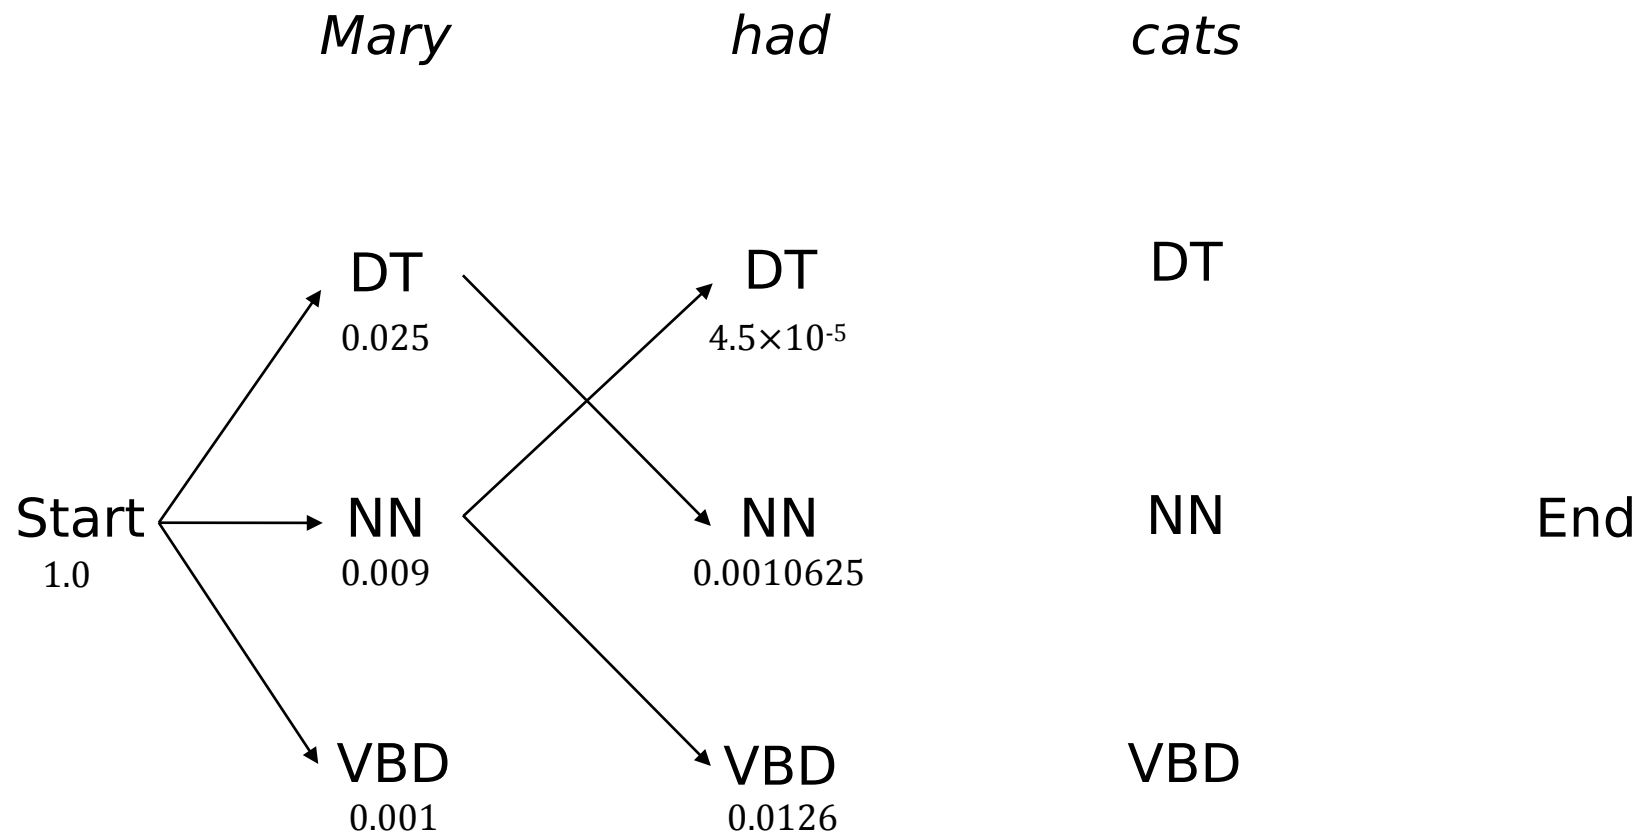 Mary had cats
DT DT DT
0.025 4.5×10⁻⁵
Start NN NN NN End
1.0 0.009 0.0010625
VBD VBD VBD
0.001 0.0126